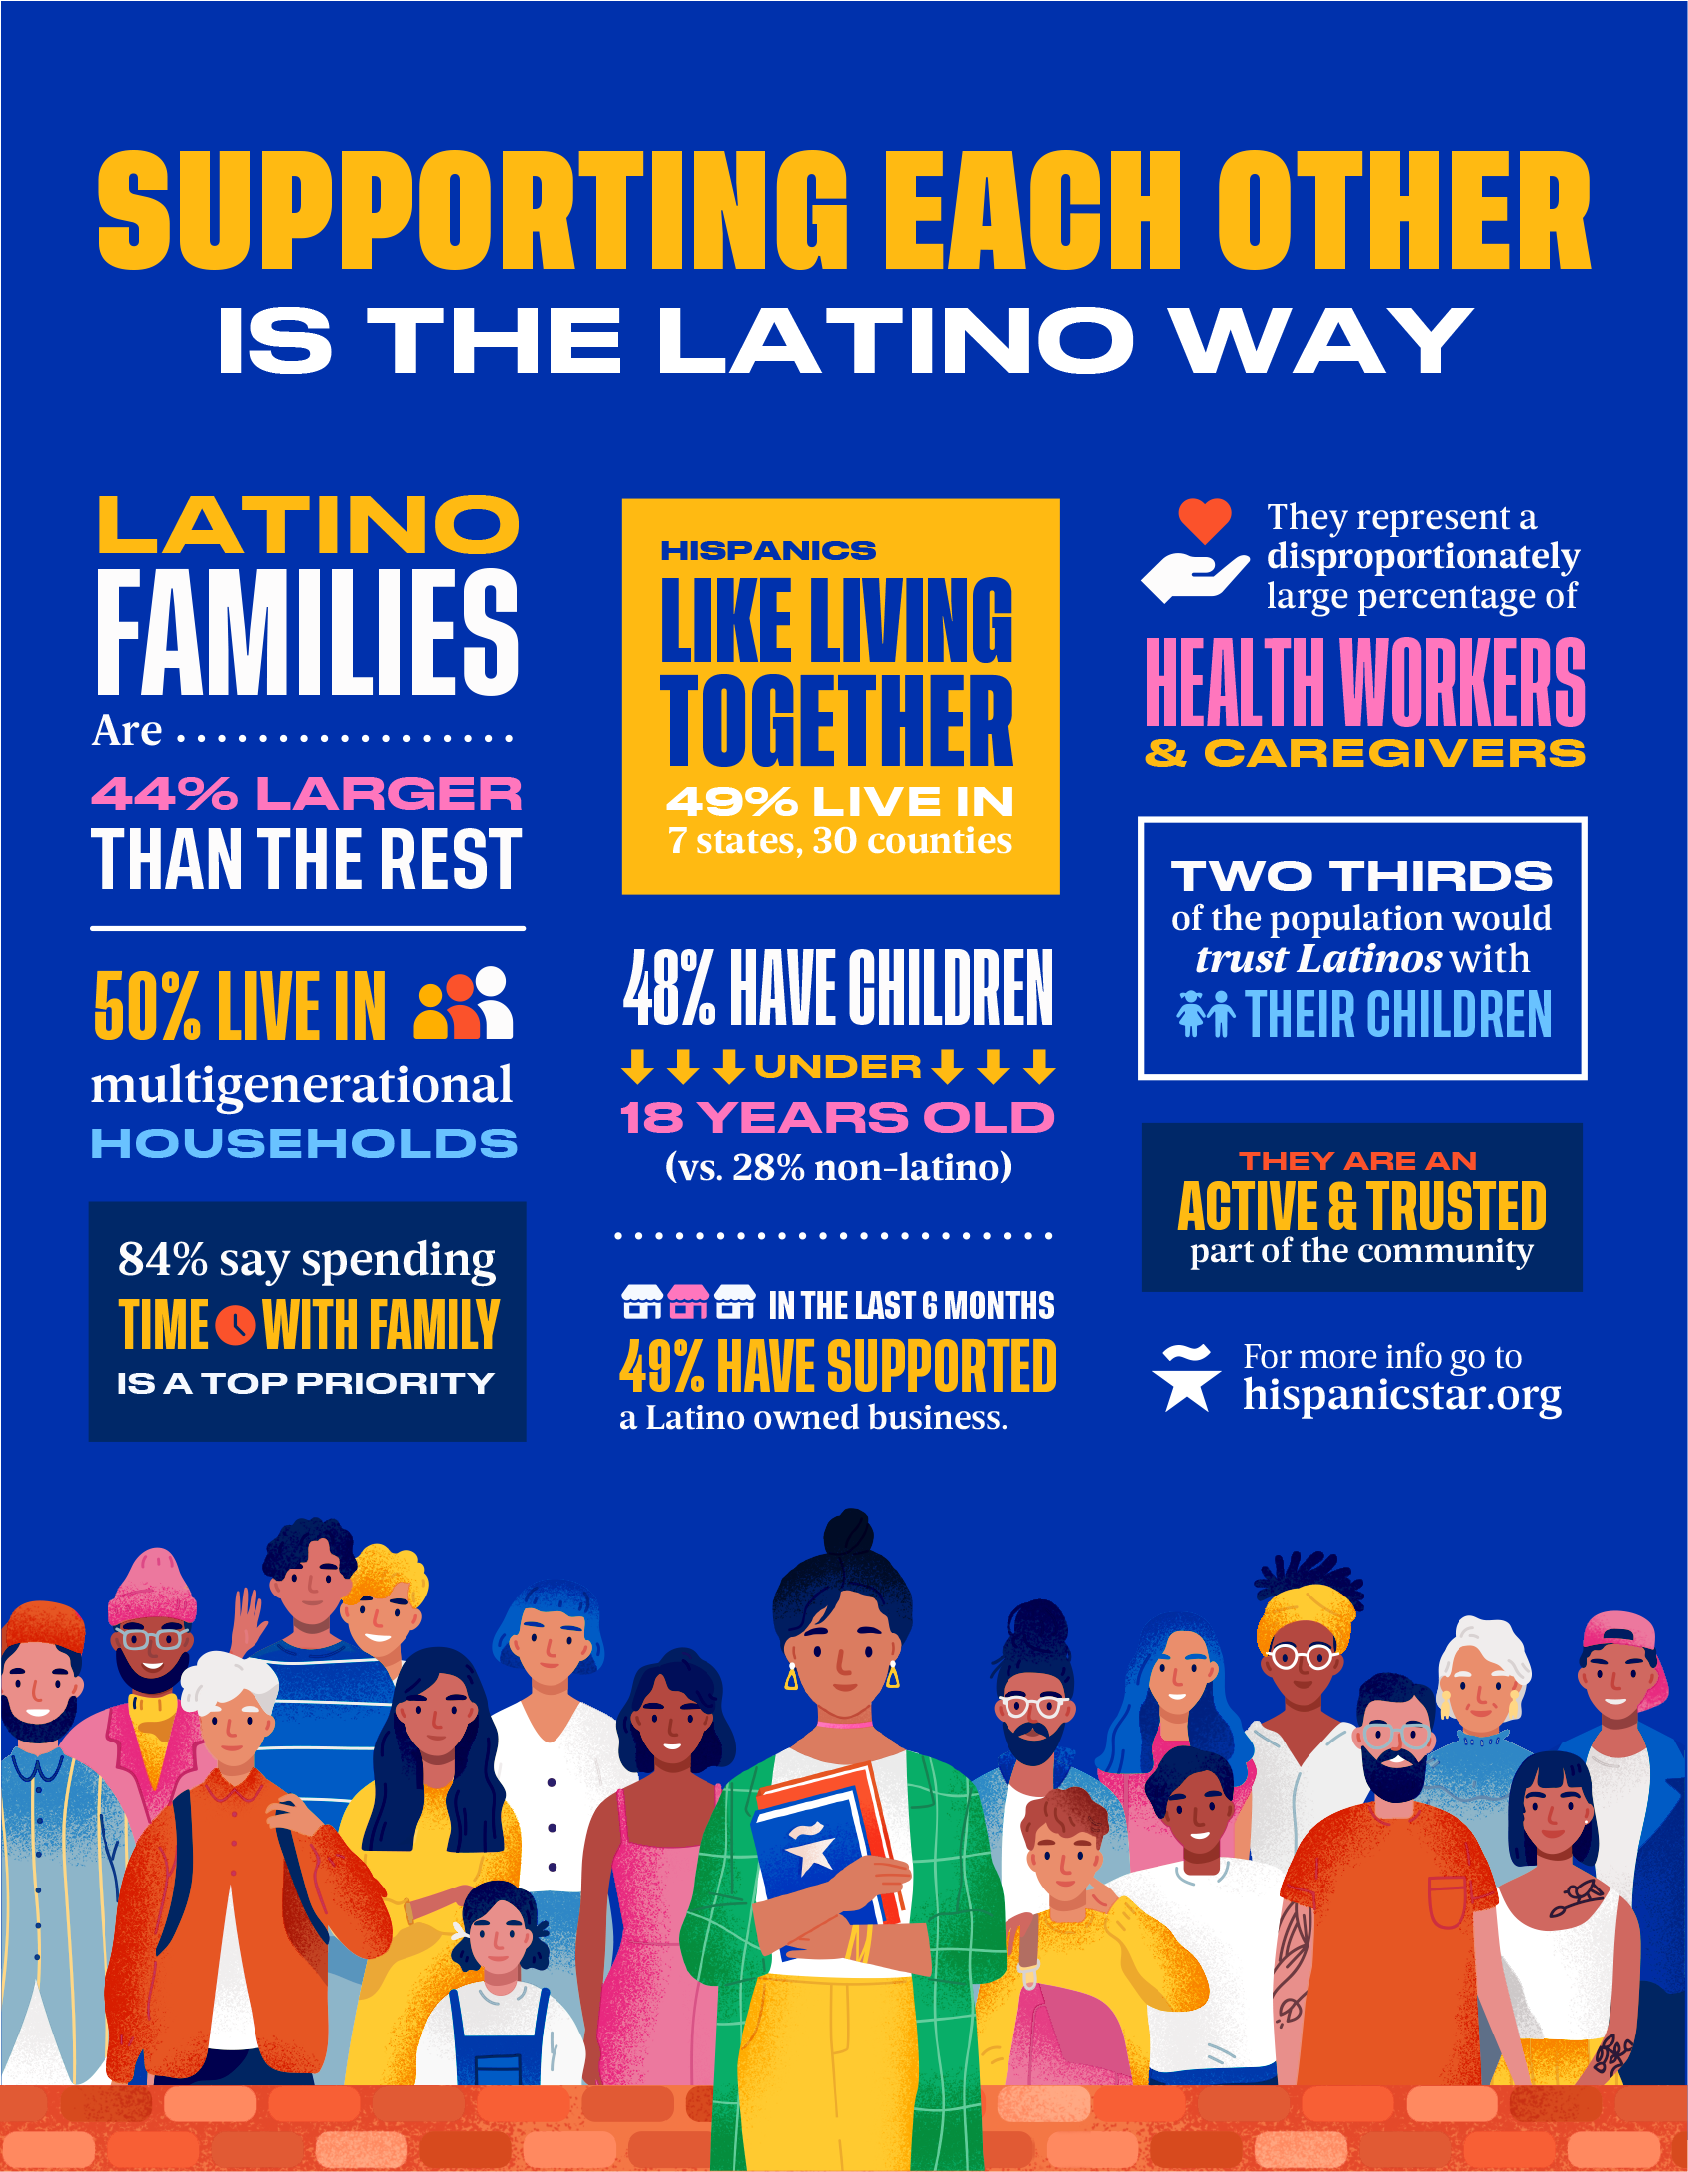 SUPPORTING EACH OTHER
IS THE LATINO WAY
LATINO
FAMILIES
Are .................
44% LARGER
THAN THE REST
50% LIVE IN
multigenerational
HOUSEHOLDS
84% say spending
TIME WITH FAMILY
IS A TOP PRIORITY
HISPANICS
LIKE LIVING
TOGETHER
49% LIVE IN
7 states, 30 counties
48% HAVE CHILDREN
UNDER
18 YEARS OLD
(vs. 28% non-latino)
IN THE LAST 6 MONTHS
49% HAVE SUPPORTED
a Latino owned business.
They represent a
disproportionately
large percentage of
HEALTH WORKERS
& CAREGIVERS
TWO THIRDS
of the population would
trust Latinos with
THEIR CHILDREN
THEY ARE AN
ACTIVE & TRUSTED
part of the community
For more info go to
hispanicstar.org